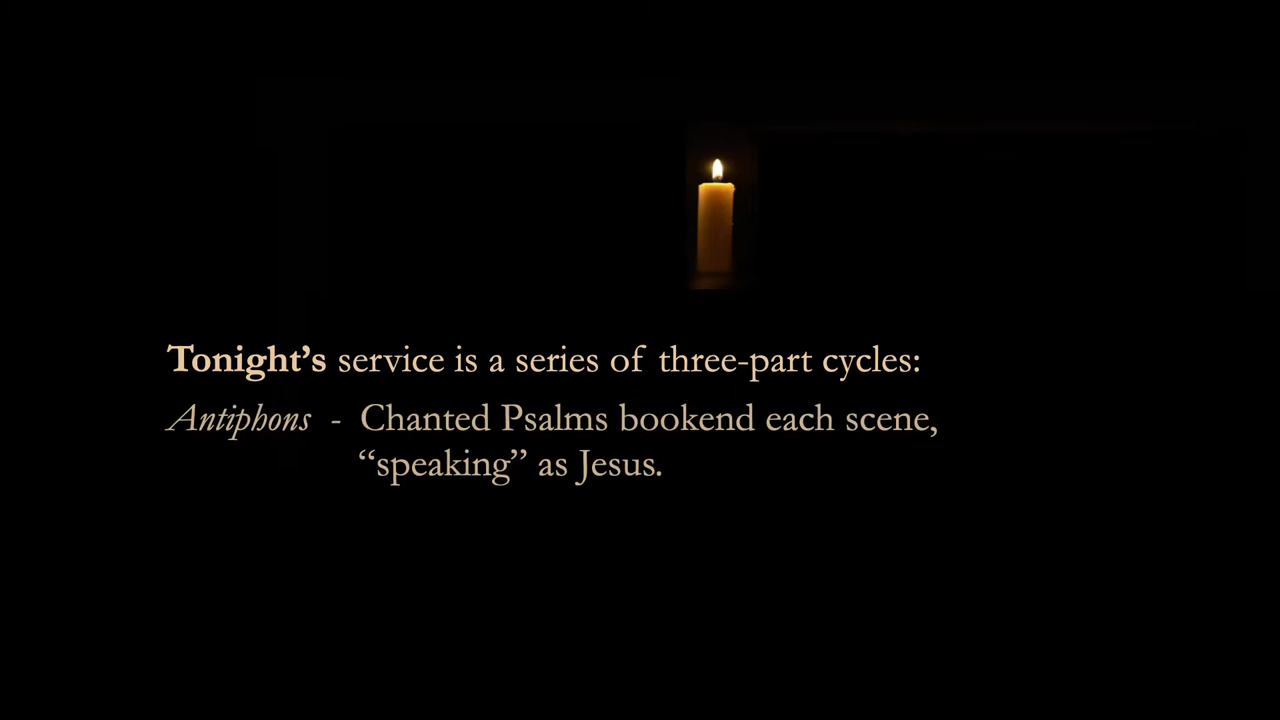 Tonight’s service is a series of three-part cycles:
Antiphons - Chanted Psalms bookend each scene,
“speaking” as Jesus.